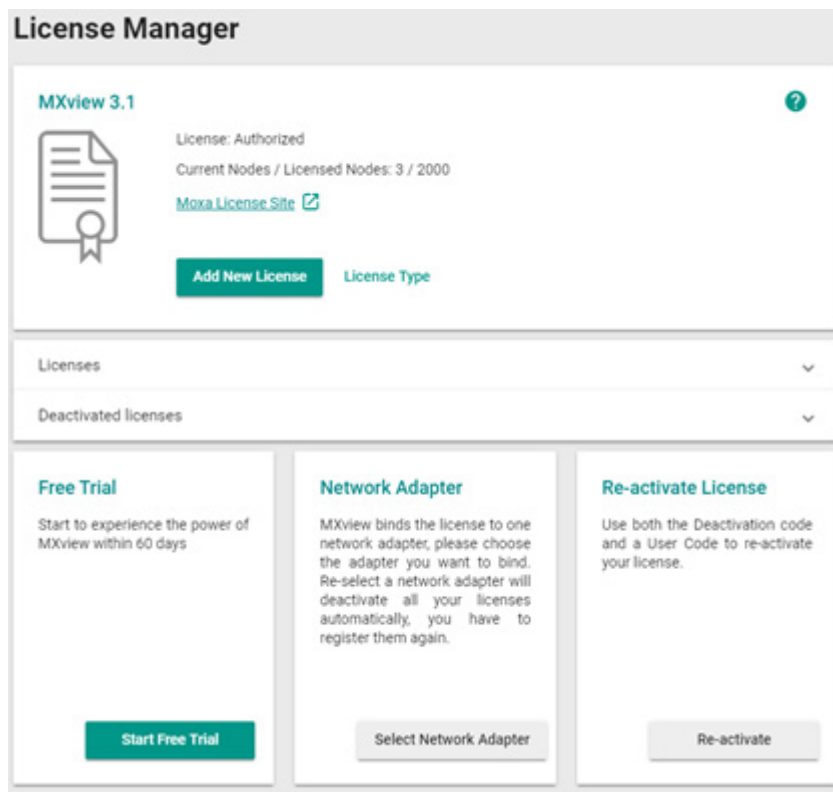 License Manager
MXview 3.1
License: Authorized
Current Nodes / Licensed Nodes: 3 / 2000
Moxa License Site
Add New License
License Type
Licenses
Deactivated licenses
Free Trial
Start to experience the power of
MXview within 60 days
Start Free Trial
Network Adapter
MXview binds the license to one
network adapter, please choose
the adapter you want to bind.
Re-select a network adapter will
deactivate all your licenses
automatically, you have to
register them again.
Select Network Adapter
Re-activate License
Use both the Deactivation code
and a User Code to re-activate
your license.
Re-activate